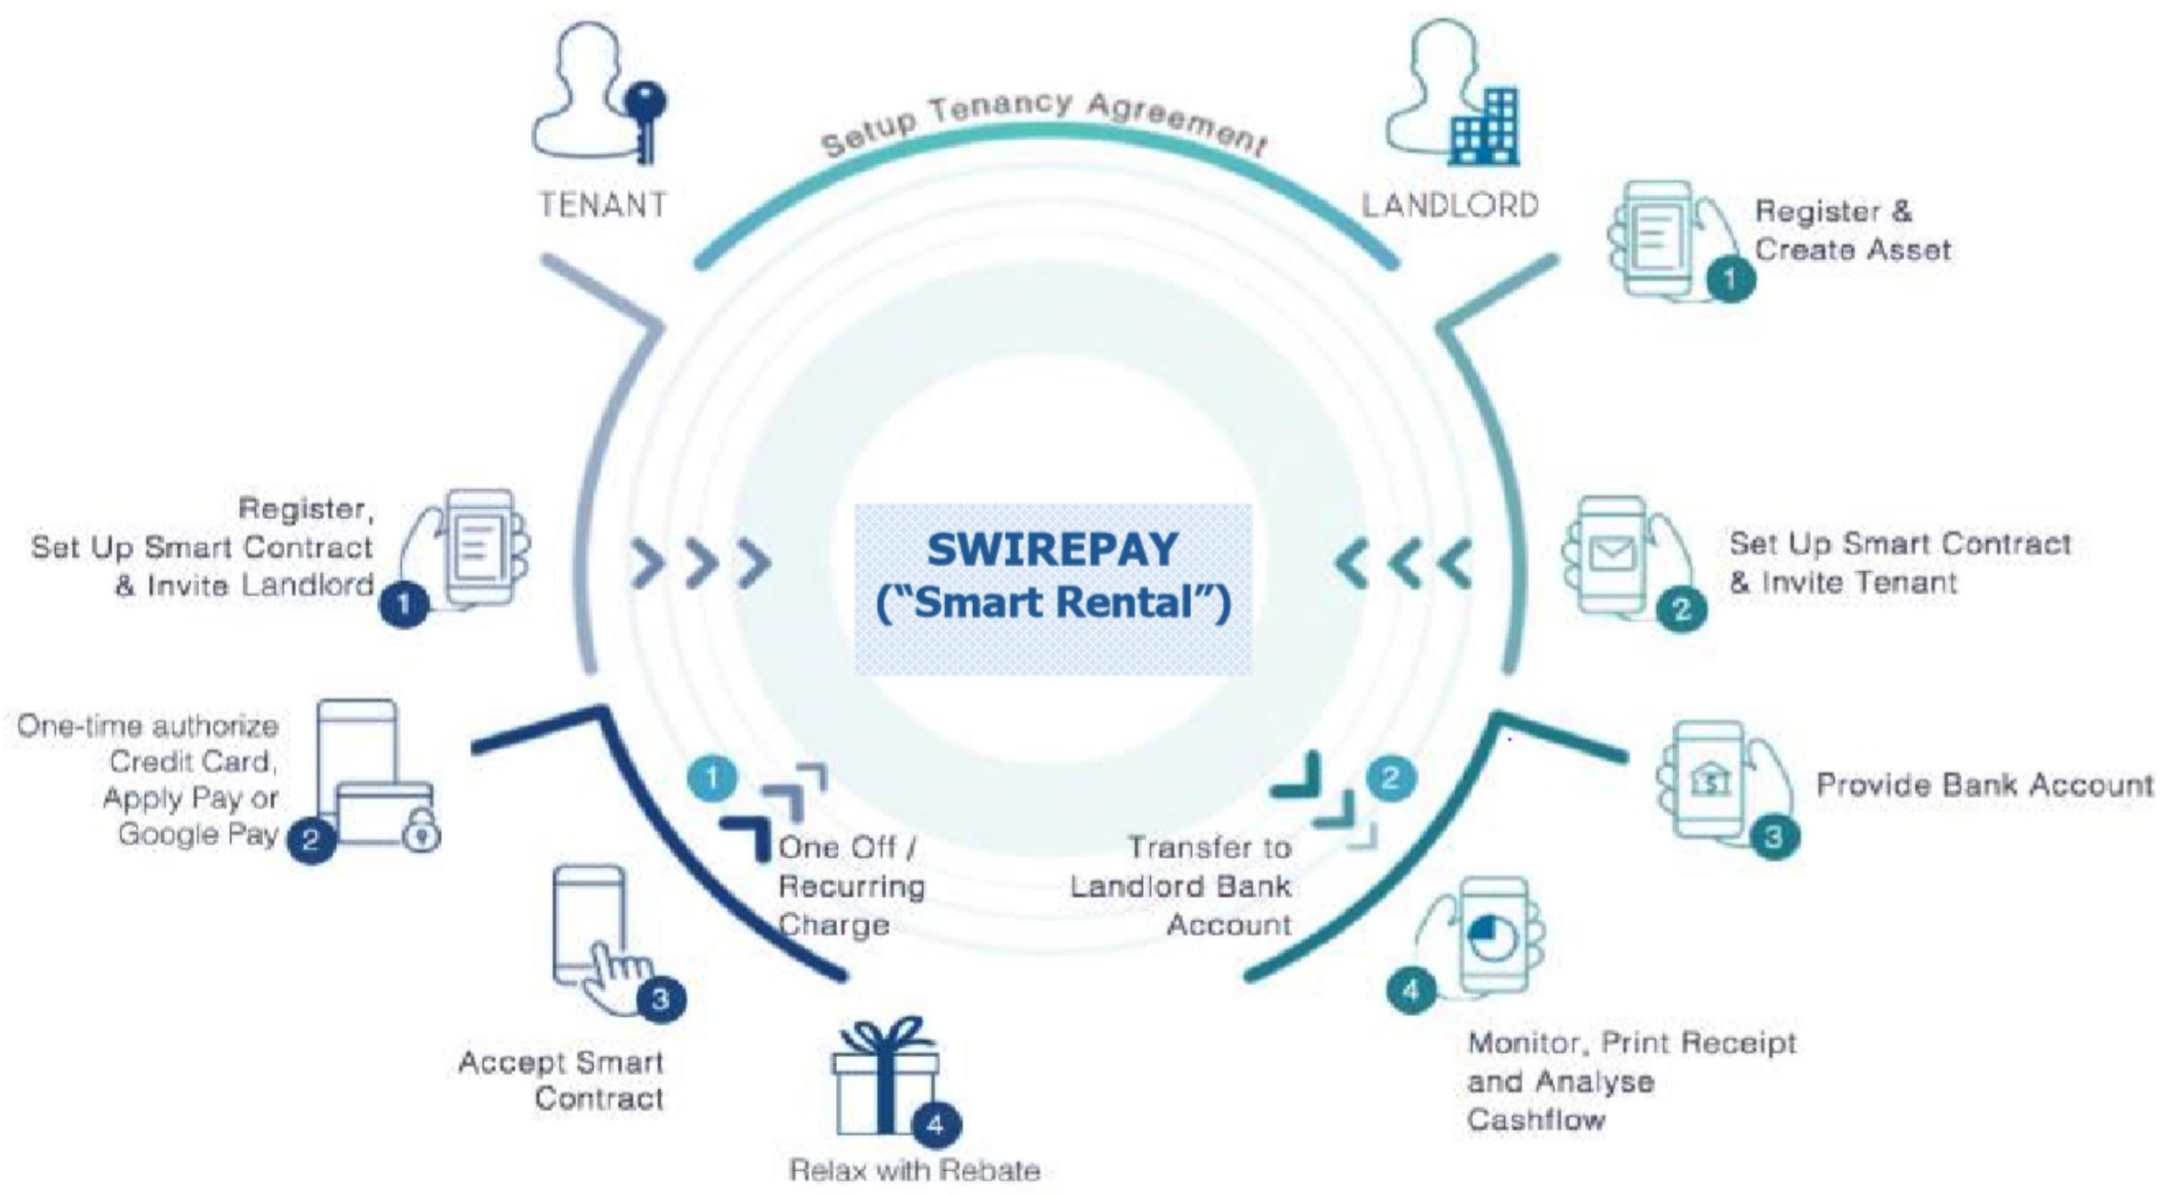 Setup Tenancy Agreement
TENANT
LANDLORD
Register &
Create Asset
1
Register,
Set Up Smart Contract
& Invite Landlord
1
SWIREPAY
(“Smart Rental”)
Set Up Smart Contract
& Invite Tenant
2
One-time authorize
Credit Card,
Apply Pay or
Google Pay
2
1
One Off /
Recurring
Charge
2
Transfer to
Landlord Bank
Account
$
Provide Bank Account
3
3
Accept Smart
Contract
4
Monitor, Print Receipt
and Analyse
Cashflow
4
Relax with Rebate